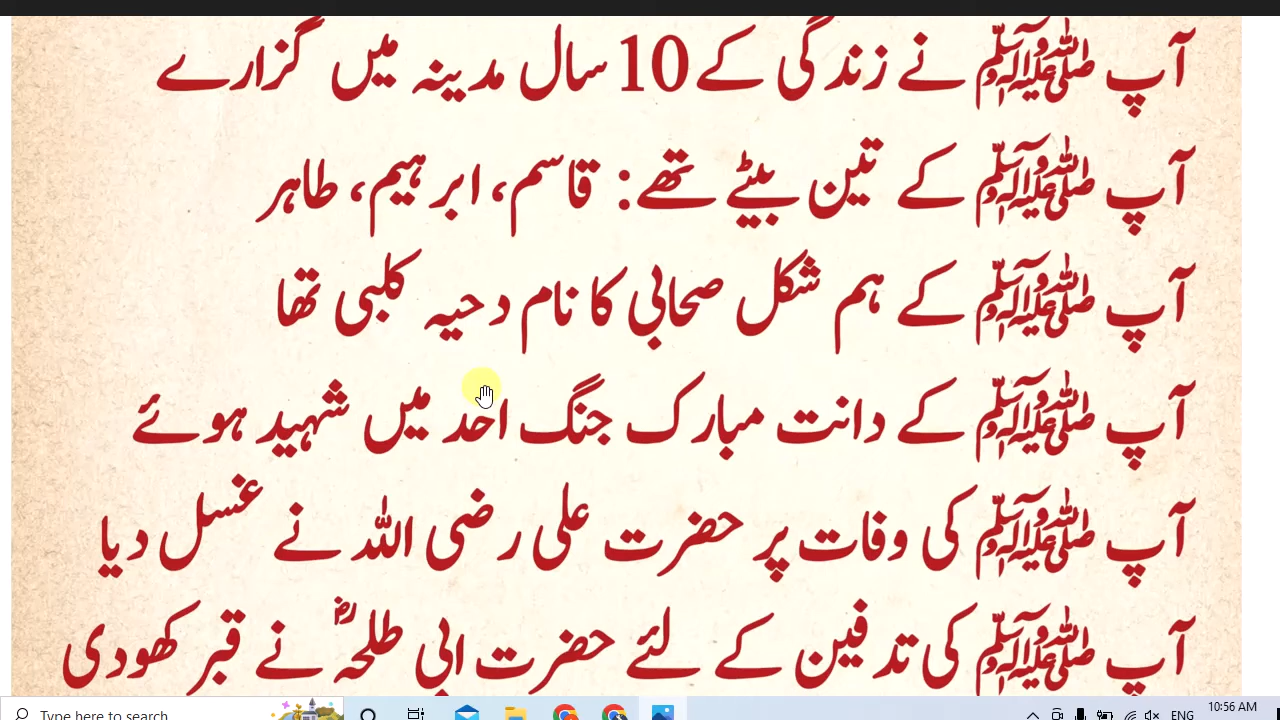 آپ ﷺ نے زندگی کے 10 سال مدینہ میں گزارے
آپ ﷺ کے تین بیٹے تھے: قاسم، ابرہیم، طاہر
آپ ﷺ کے ہم شکل صحابی کا نام دحیہ کلبی تھا
آپ ﷺ کے دانت مبارک جنگ احد میں شہید ہوئے
آپ ﷺ کی وفات پر حضرت علی رضی اللہ نے غسل دیا
آپ ﷺ کی تدفین کے لئے حضرت ابی طلحہؓ نے قبر کھودی
Type here to search
ENG
10:56 AM